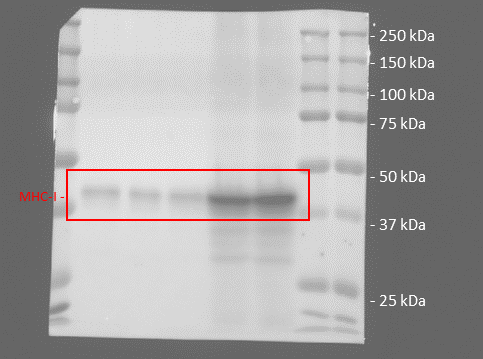 - 250 kDa
- 150 kDa
- 100 kDa
- 75 kDa
- 50 kDa
MHC-I -
- 37 kDa
- 25 kDa